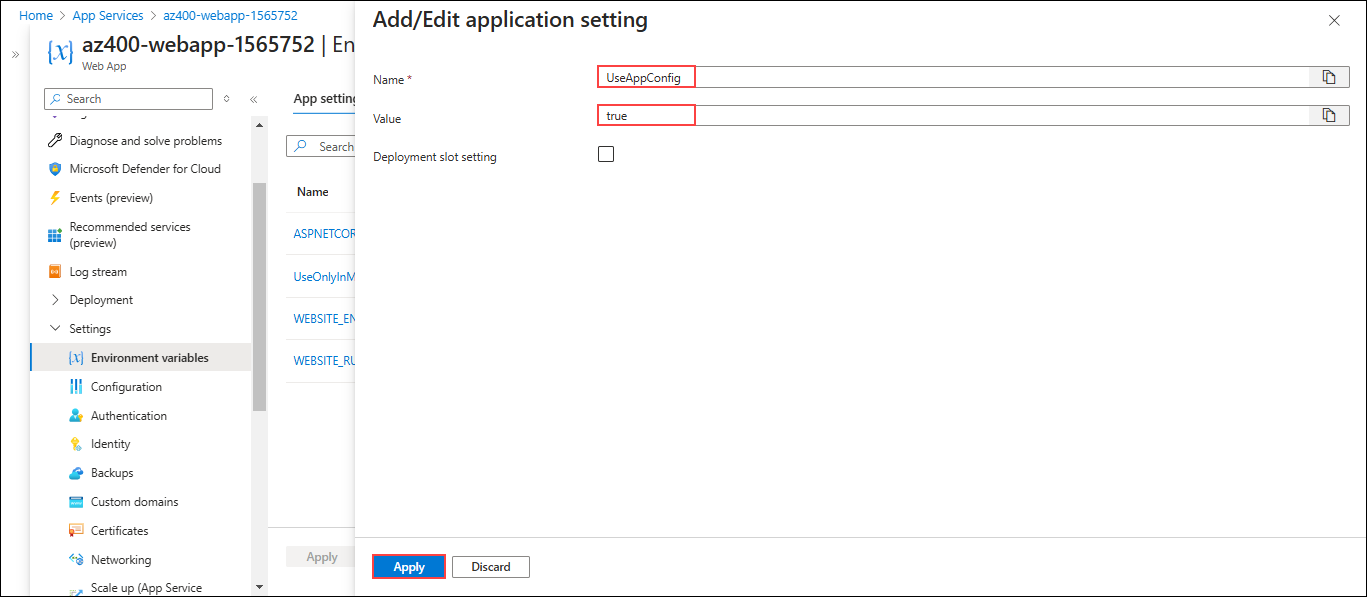 Home > App Services > az400-webapp-1565752
az400-webapp-1565752 | En
Web App
Search
Diagnose and solve problems
Microsoft Defender for Cloud
Events (preview)
Recommended services
(preview)
Log stream
Deployment
Settings
Environment variables
Configuration
Authentication
Identity
Backups
Custom domains
Certificates
Networking
Scale up (App Service
App setting
Search
Name
ASPNETCOR
UseOnlyInM
WEBSITE_EN
WEBSITE_RU
Apply
Add/Edit application setting
Name *
UseAppConfig
Value
true
Deployment slot setting
Apply
Discard